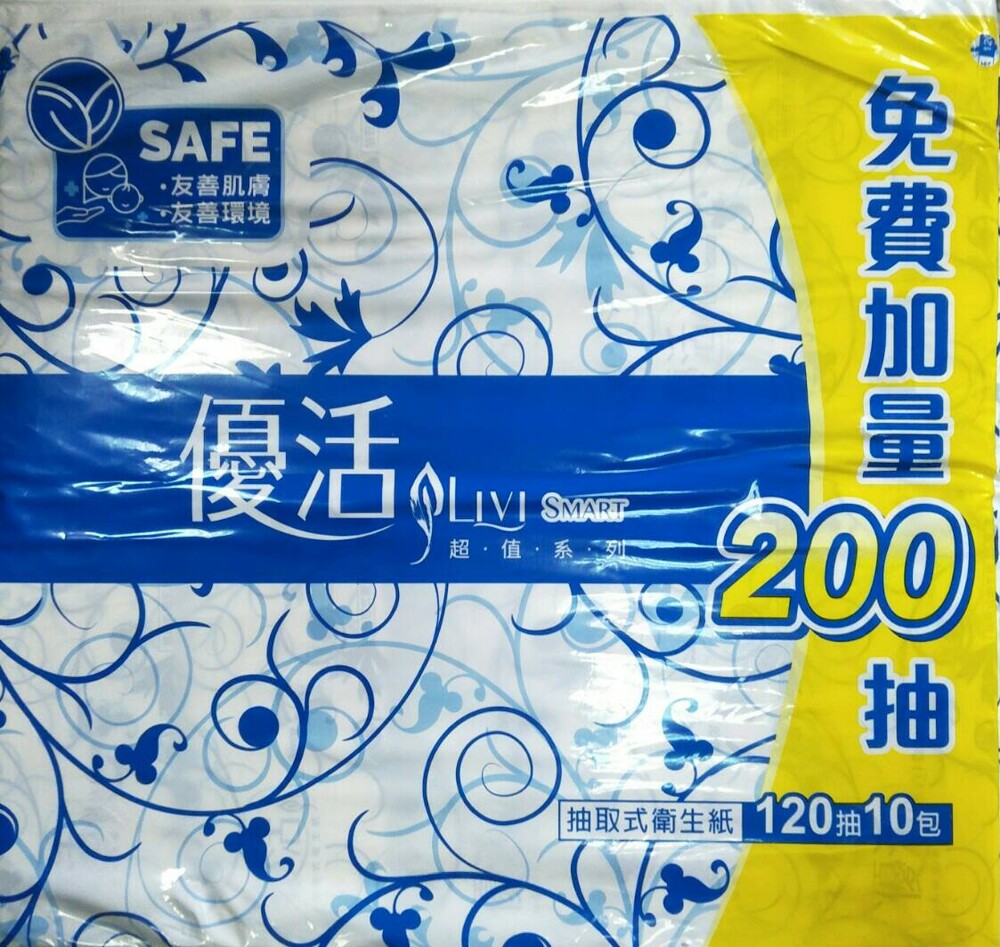 SAFE
·友善肌膚
·友善環境
優活
LIVI SMART
超·值·系·列
免費加量
200
抽
抽取式衛生紙 120抽10包